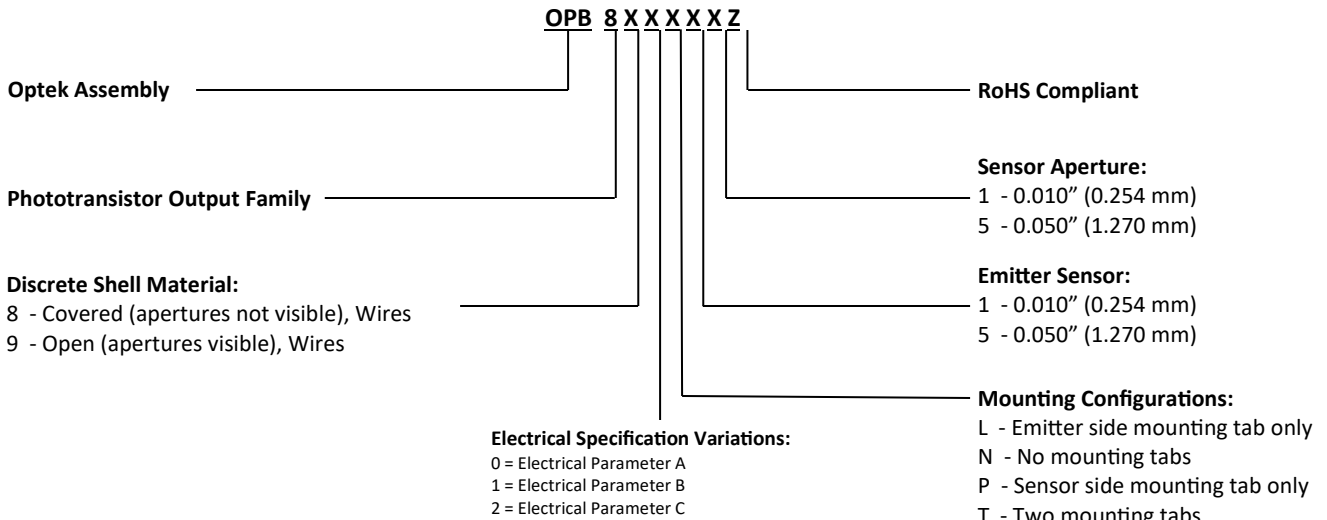 OPB 8 X X X X X Z
Optek Assembly
RoHS Compliant
Sensor Aperture:
1 - 0.010” (0.254 mm)
5 - 0.050” (1.270 mm)
Phototransistor Output Family
Discrete Shell Material:
8 - Covered (apertures not visible), Wires
9 - Open (apertures visible), Wires
Emitter Sensor:
1 - 0.010” (0.254 mm)
5 - 0.050” (1.270 mm)
Electrical Specification Variations:
0 = Electrical Parameter A
1 = Electrical Parameter B
2 = Electrical Parameter C
Mounting Configurations:
L - Emitter side mounting tab only
N - No mounting tabs
P - Sensor side mounting tab only
T - Two mounting tabs